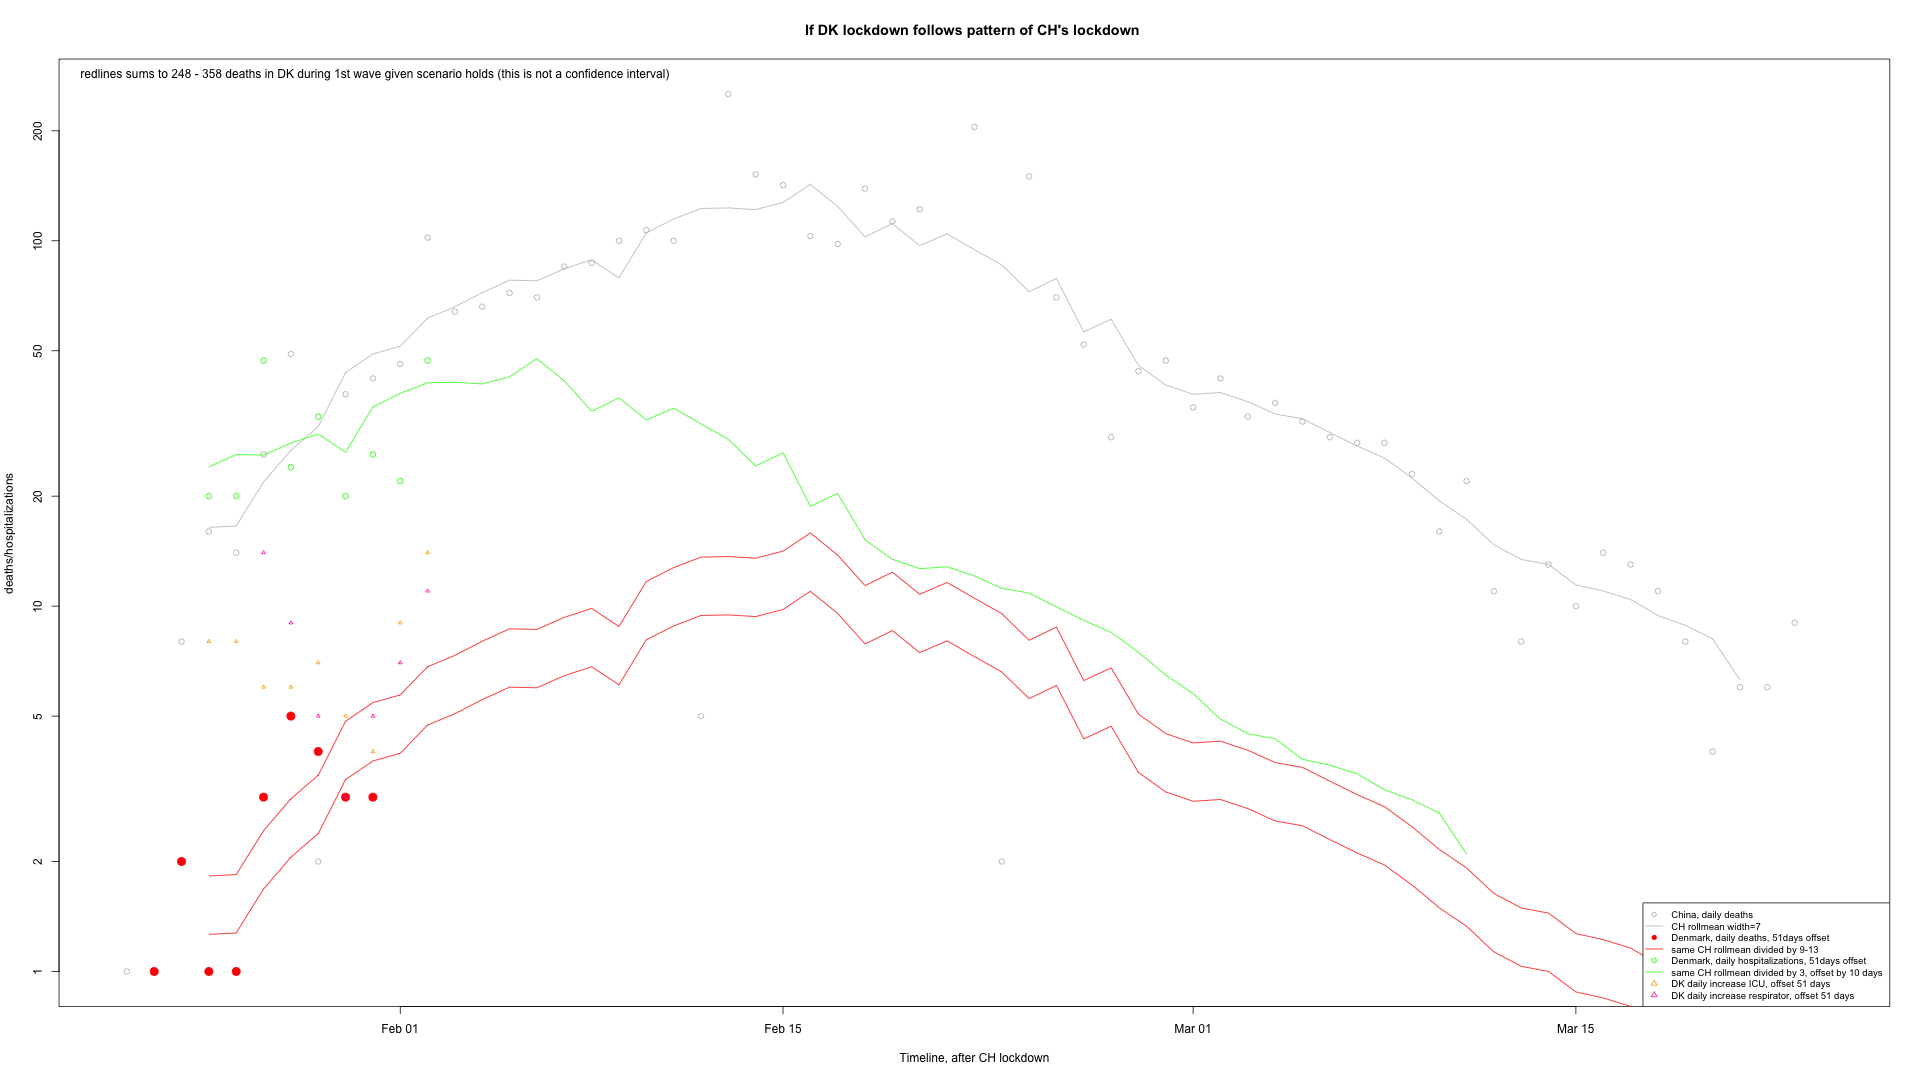 If DK lockdown follows pattern of CH's lockdown
redlines sums to 248 - 358 deaths in DK during 1st wave given scenario holds (this is not a confidence interval)
deaths/hospitalizations
200
100
50
20
10
5
2
1
China, daily deaths
CH rollmean width=7
Denmark, daily deaths, 51days offset
same CH rollmean divided by 9-13
Denmark, daily hospitalizations, 51days offset
same CH rollmean divided by 3, offset by 10 days
DK daily increase ICU, offset 51 days
DK daily increase respirator, offset 51 days
Feb 01 Feb 15 Mar 01 Mar 15
Timeline, after CH lockdown